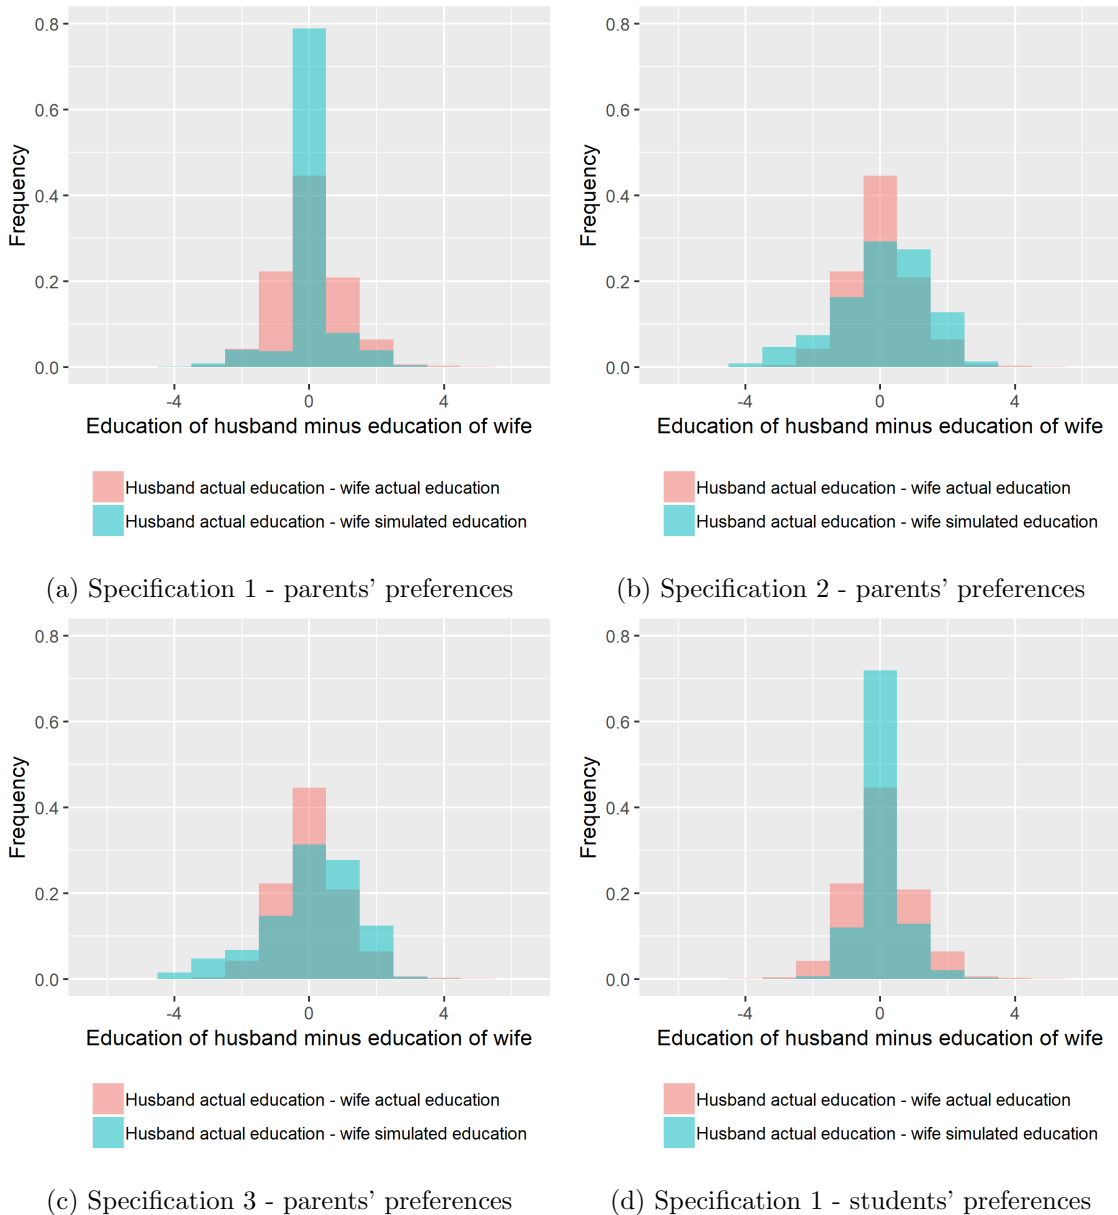 0.8
0.6
0.4
0.2
0.0
Frequency
-4 0 4
Education of husband minus education of wife
Husband actual education - wife actual education
Husband actual education - wife simulated education
(a) Specification 1 - parents' preferences
0.8
0.6
0.4
0.2
0.0
Frequency
-4 0 4
Education of husband minus education of wife
Husband actual education - wife actual education
Husband actual education - wife simulated education
(b) Specification 2 - parents' preferences
0.8
0.6
0.4
0.2
0.0
Frequency
-4 0 4
Education of husband minus education of wife
Husband actual education - wife actual education
Husband actual education - wife simulated education
(c) Specification 3 - parents' preferences
0.8
0.6
0.4
0.2
0.0
Frequency
-4 0 4
Education of husband minus education of wife
Husband actual education - wife actual education
Husband actual education - wife simulated education
(d) Specification 1 - students' preferences